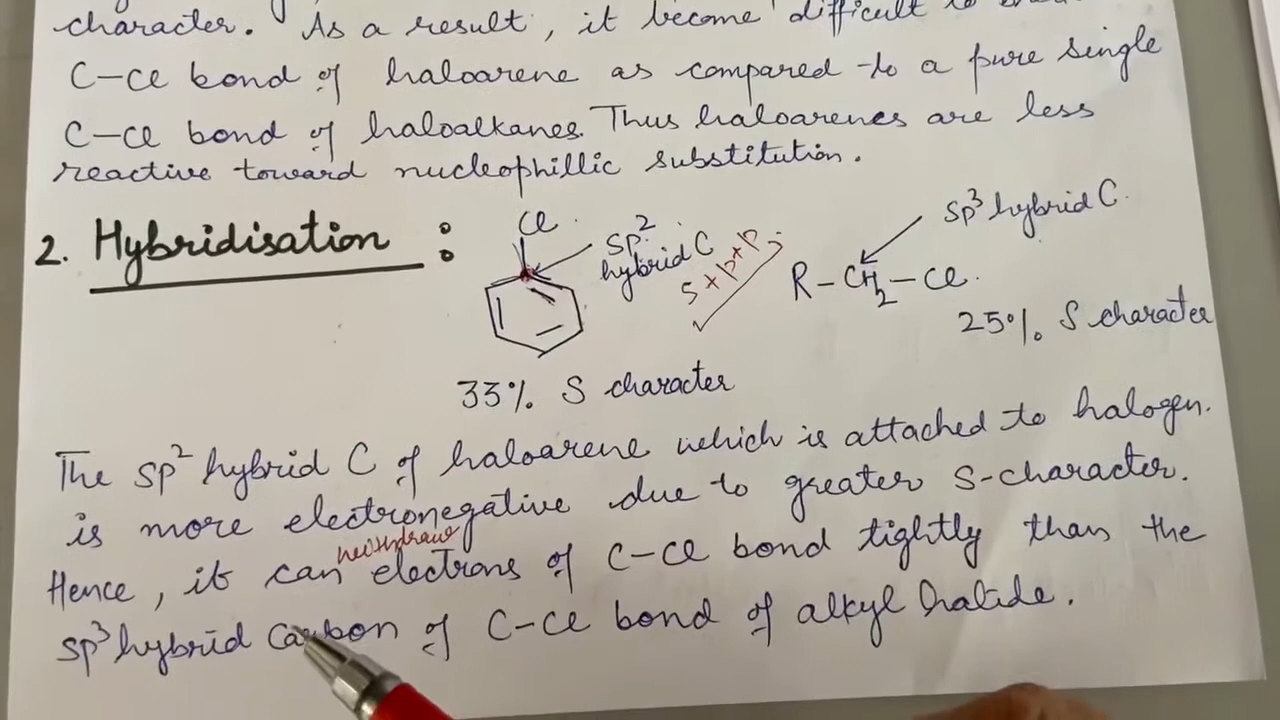 character. As a result, it become difficult to
C-Cl bond of haloarene as compared to a pure single
C-Cl bond of haloalkanes. Thus haloarenes are less
reactive toward nucleophillic substitution.
2. Hybridisation :
Cl
sp² hybrid C
s+p+p
sp³ hybrid C.
R-CH₂-Cl.
33% S character
25% S character
The sp² hybrid C of haloarene which is attached to halogen.
is more electronegative due to greater S-character.
Hence, it can electrons of C-Cl bond tightly than the
sp³ hybrid Carbon of C-Cl bond of alkyl halide.